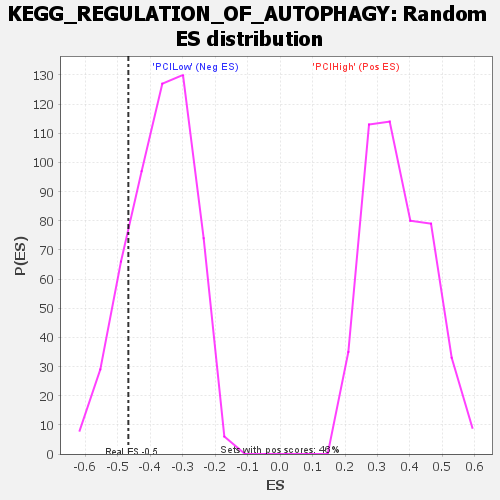 KEGG_REGULATION_OF_AUTOPHAGY: Random
ES distribution
'PCILow' (Neg ES)
'PCIHigh' (Pos ES)
130
120
110
100
90
80
70
60
50
40
30
20
10
0
P(ES)
Real ES -0.5
Sets with pos scores: 46%
-0.6 -0.5 -0.4 -0.3 -0.2 -0.1 0.0 0.1 0.2 0.3 0.4 0.5 0.6
ES